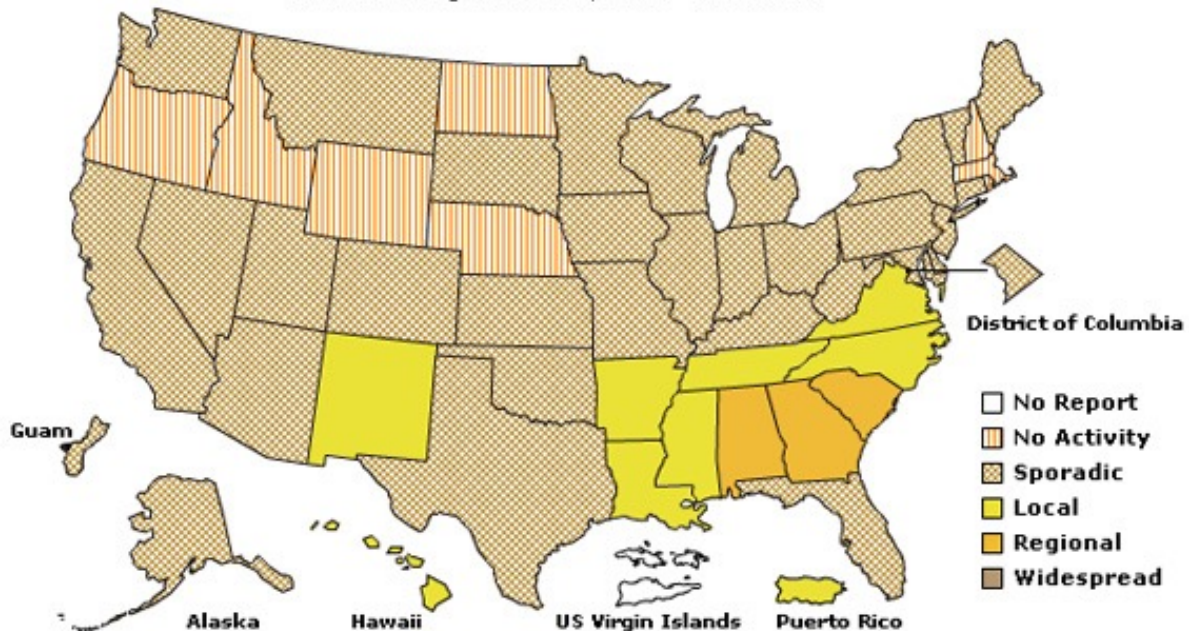 District of Columbia
No Report
Guam
No Activity
Sporadic
Local
Regional
Widespread
Alaska
Hawaii
US Virgin Islands
Puerto Rico